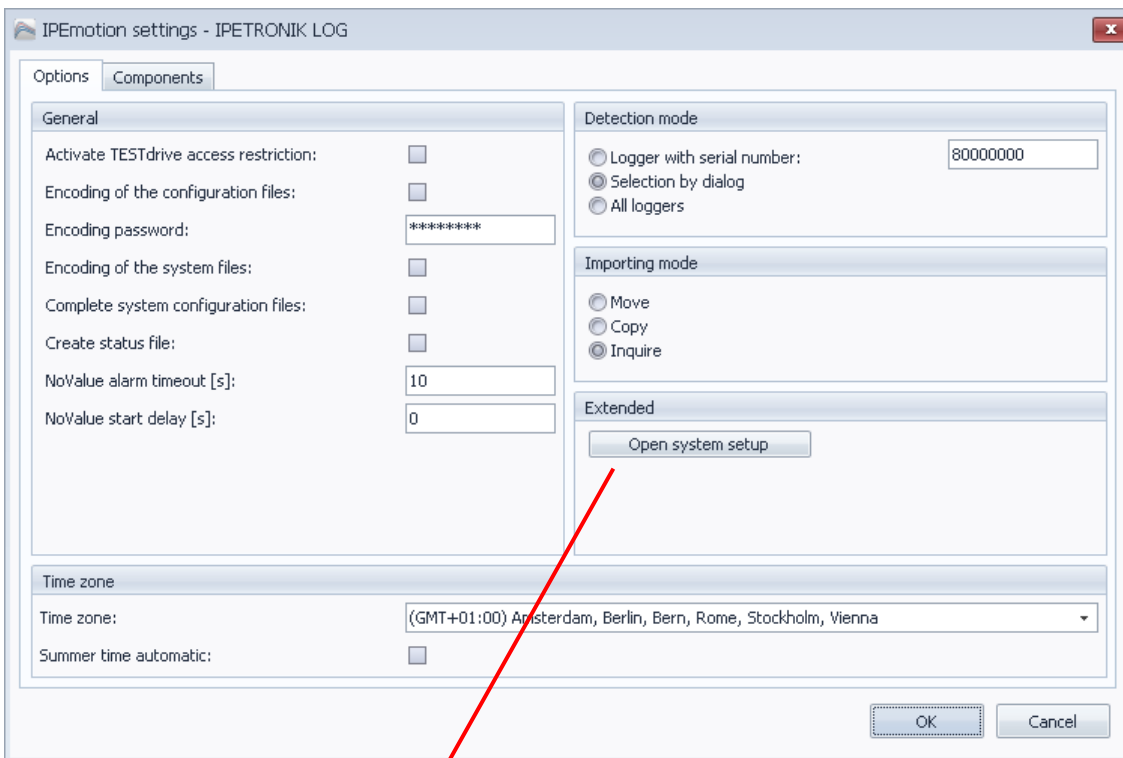 IPEmotion settings - IPETRONIK LOG
x
Options Components
General
Activate TESTdrive access restriction:
Encoding of the configuration files:
Encoding password: ********
Encoding of the system files:
Complete system configuration files:
Create status file:
NoValue alarm timeout [s]: 10
NoValue start delay [s]: 0
Detection mode
Logger with serial number: 80000000
Selection by dialog
All loggers
Importing mode
Move
Copy
Inquire
Extended
Open system setup
Time zone
Time zone: (GMT+01:00) Amsterdam, Berlin, Bern, Rome, Stockholm, Vienna
Summer time automatic:
OK Cancel